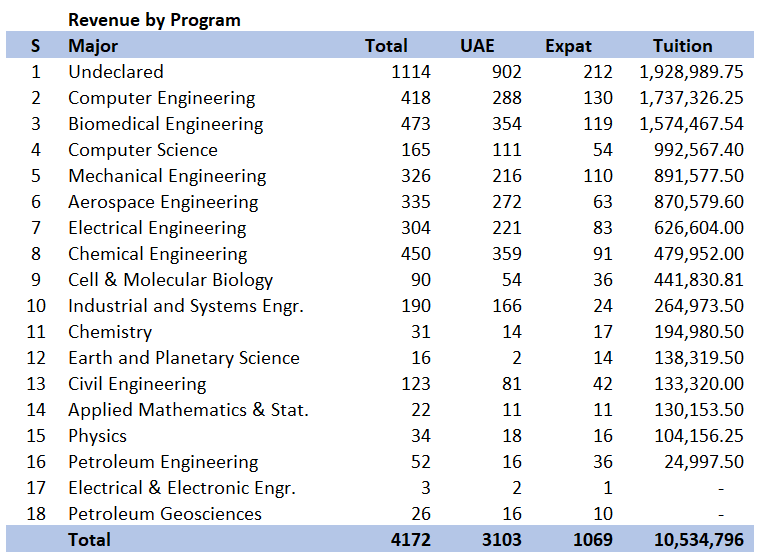 Revenue by Program
S Major Total UAE Expat Tuition
1 Undeclared 1114 902 212 1,928,989.75
2 Computer Engineering 418 288 130 1,737,326.25
3 Biomedical Engineering 473 354 119 1,574,467.54
4 Computer Science 165 111 54 992,567.40
5 Mechanical Engineering 326 216 110 891,577.50
6 Aerospace Engineering 335 272 63 870,579.60
7 Electrical Engineering 304 221 83 626,604.00
8 Chemical Engineering 450 359 91 479,952.00
9 Cell & Molecular Biology 90 54 36 441,830.81
10 Industrial and Systems Engr. 190 166 24 264,973.50
11 Chemistry 31 14 17 194,980.50
12 Earth and Planetary Science 16 2 14 138,319.50
13 Civil Engineering 123 81 42 133,320.00
14 Applied Mathematics & Stat. 22 11 11 130,153.50
15 Physics 34 18 16 104,156.25
16 Petroleum Engineering 52 16 36 24,997.50
17 Electrical & Electronic Engr. 3 2 1 -
18 Petroleum Geosciences 26 16 10 -
Total 4172 3103 1069 10,534,796